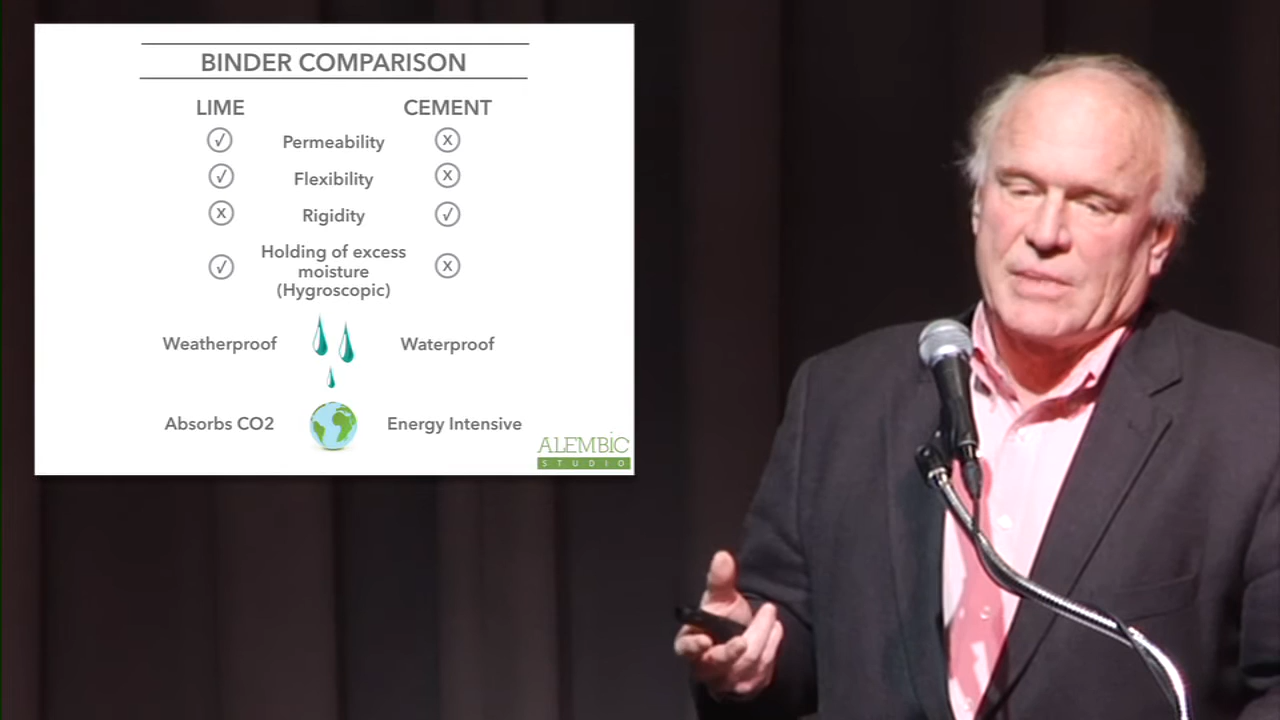 BINDER COMPARISON
LIME CEMENT
√ Permeability X
√ Flexibility X
X Rigidity √
Holding of excess
√ moisture X
(Hygroscopic)
Weatherproof Waterproof
Absorbs CO2 Energy Intensive
ALEMBIC
STUDIO